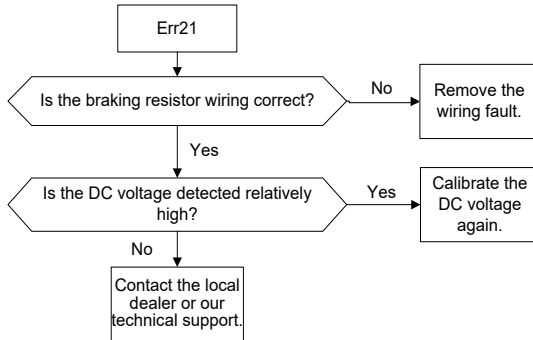 Err21
Is the braking resistor wiring correct?
No
Remove the
wiring fault.
Yes
Is the DC voltage detected relatively
high?
Yes
Calibrate the
DC voltage
again.
No
Contact the local
dealer or our
technical support.